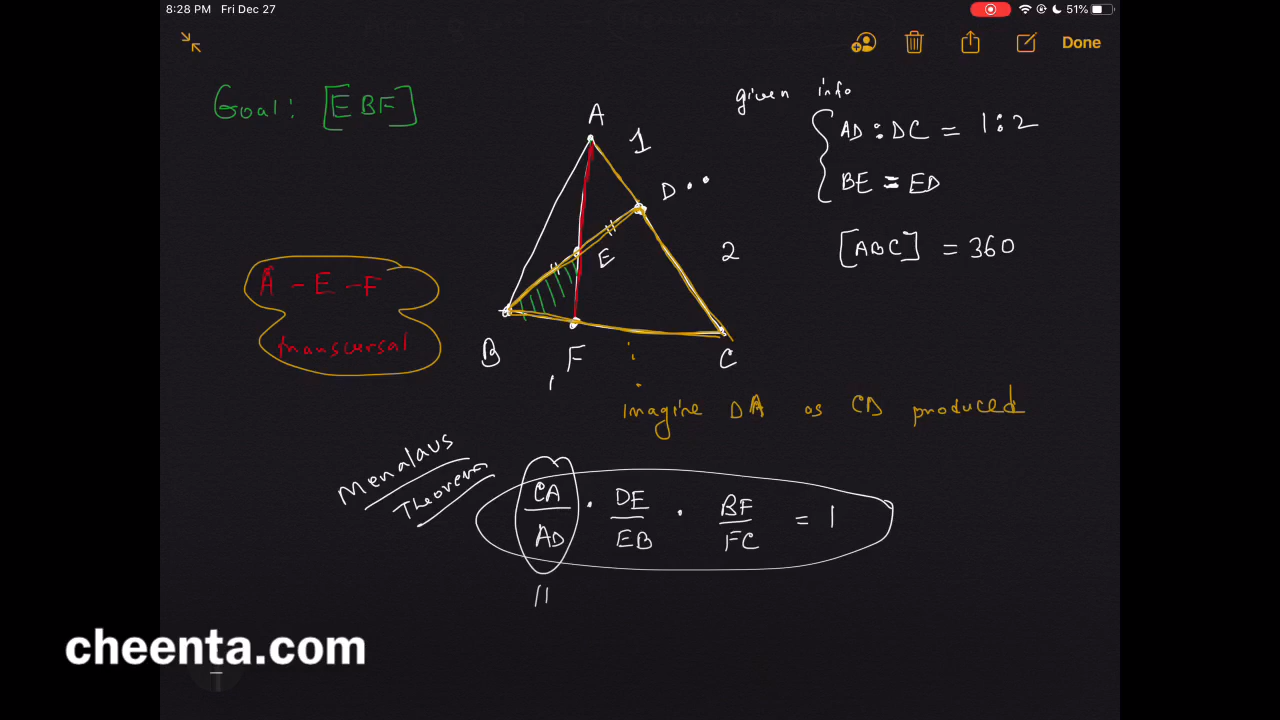 8:28 PM Fri Dec 27
51%
Done
Goal: [EBF]
given info
AD : DC = 1:2
BE = ED
[ABC] = 360
A
1
D
E
2
B
F
C
A - E - F
transversal
imagine DA as CD produced
Menalaus
Theorem
CA/AD · DE/EB · BF/FC = 1
11
cheenta.com